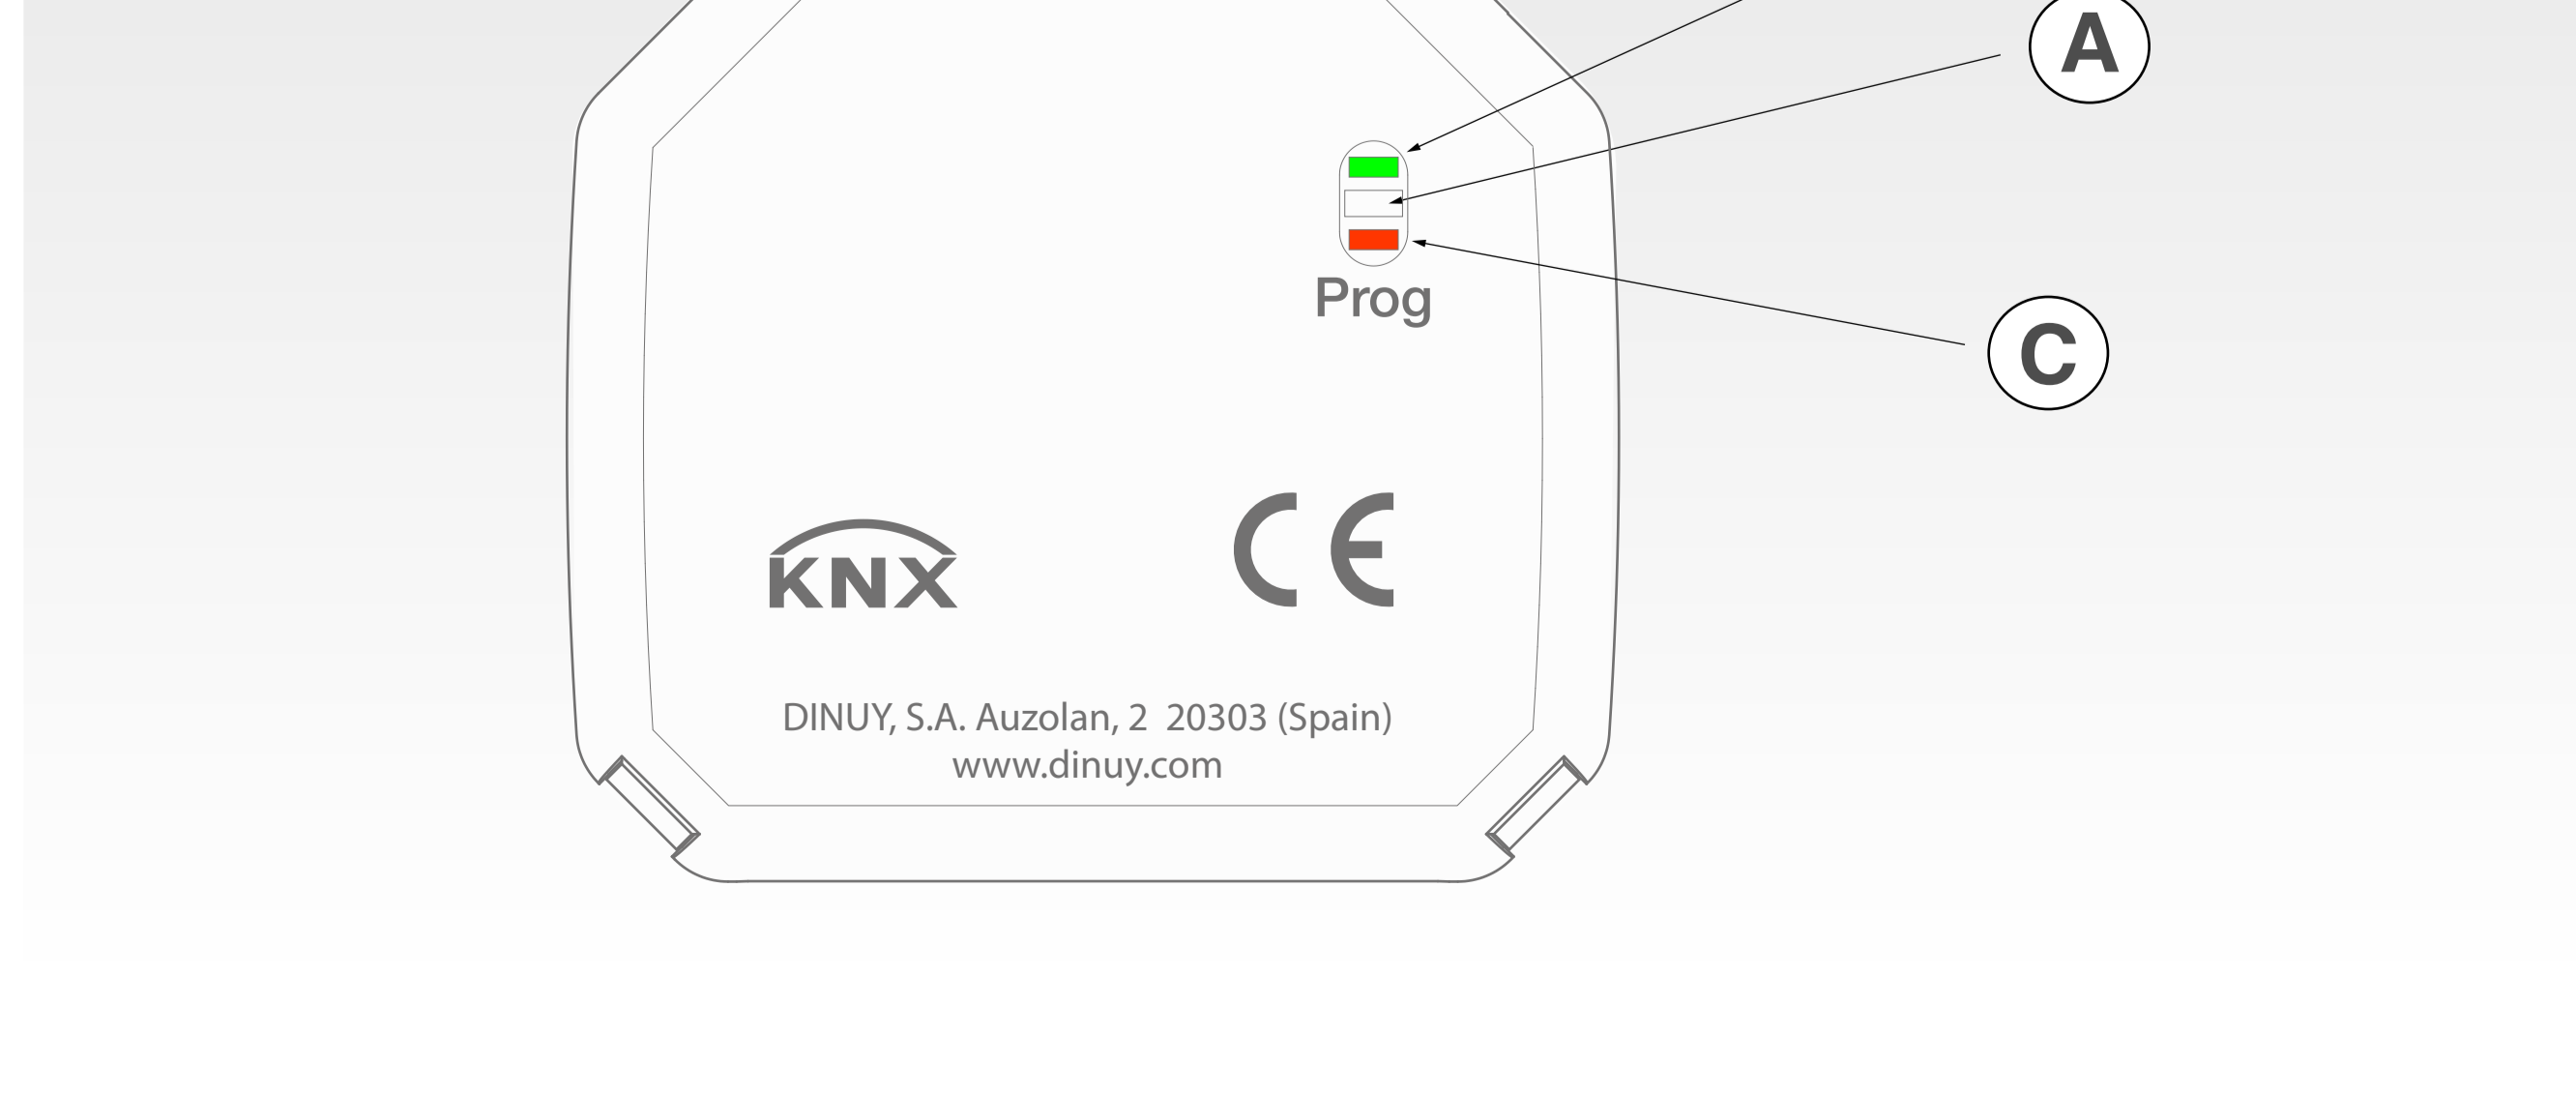 A
Prog
C
KNX
CE
DINUY, S.A. Auzolan, 2 20303 (Spain)
www.dinuy.com